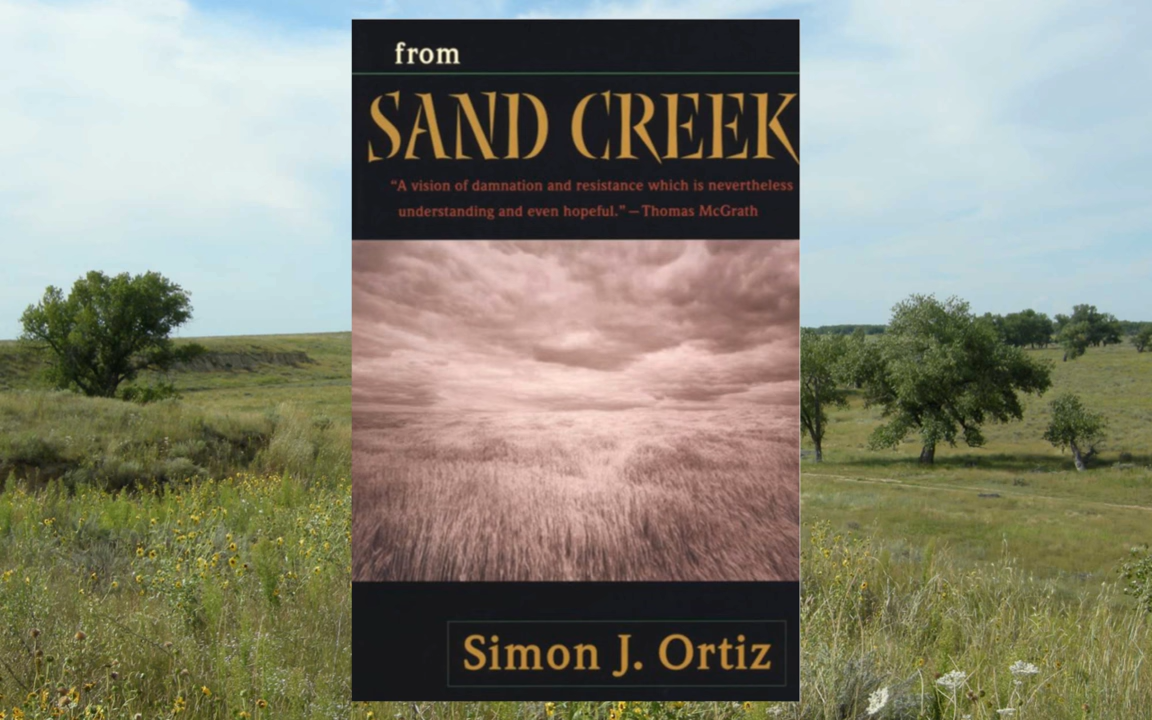 from
SAND CREEK
“A vision of damnation and resistance which is nevertheless
understanding and even hopeful.”—Thomas McGrath
Simon J. Ortiz